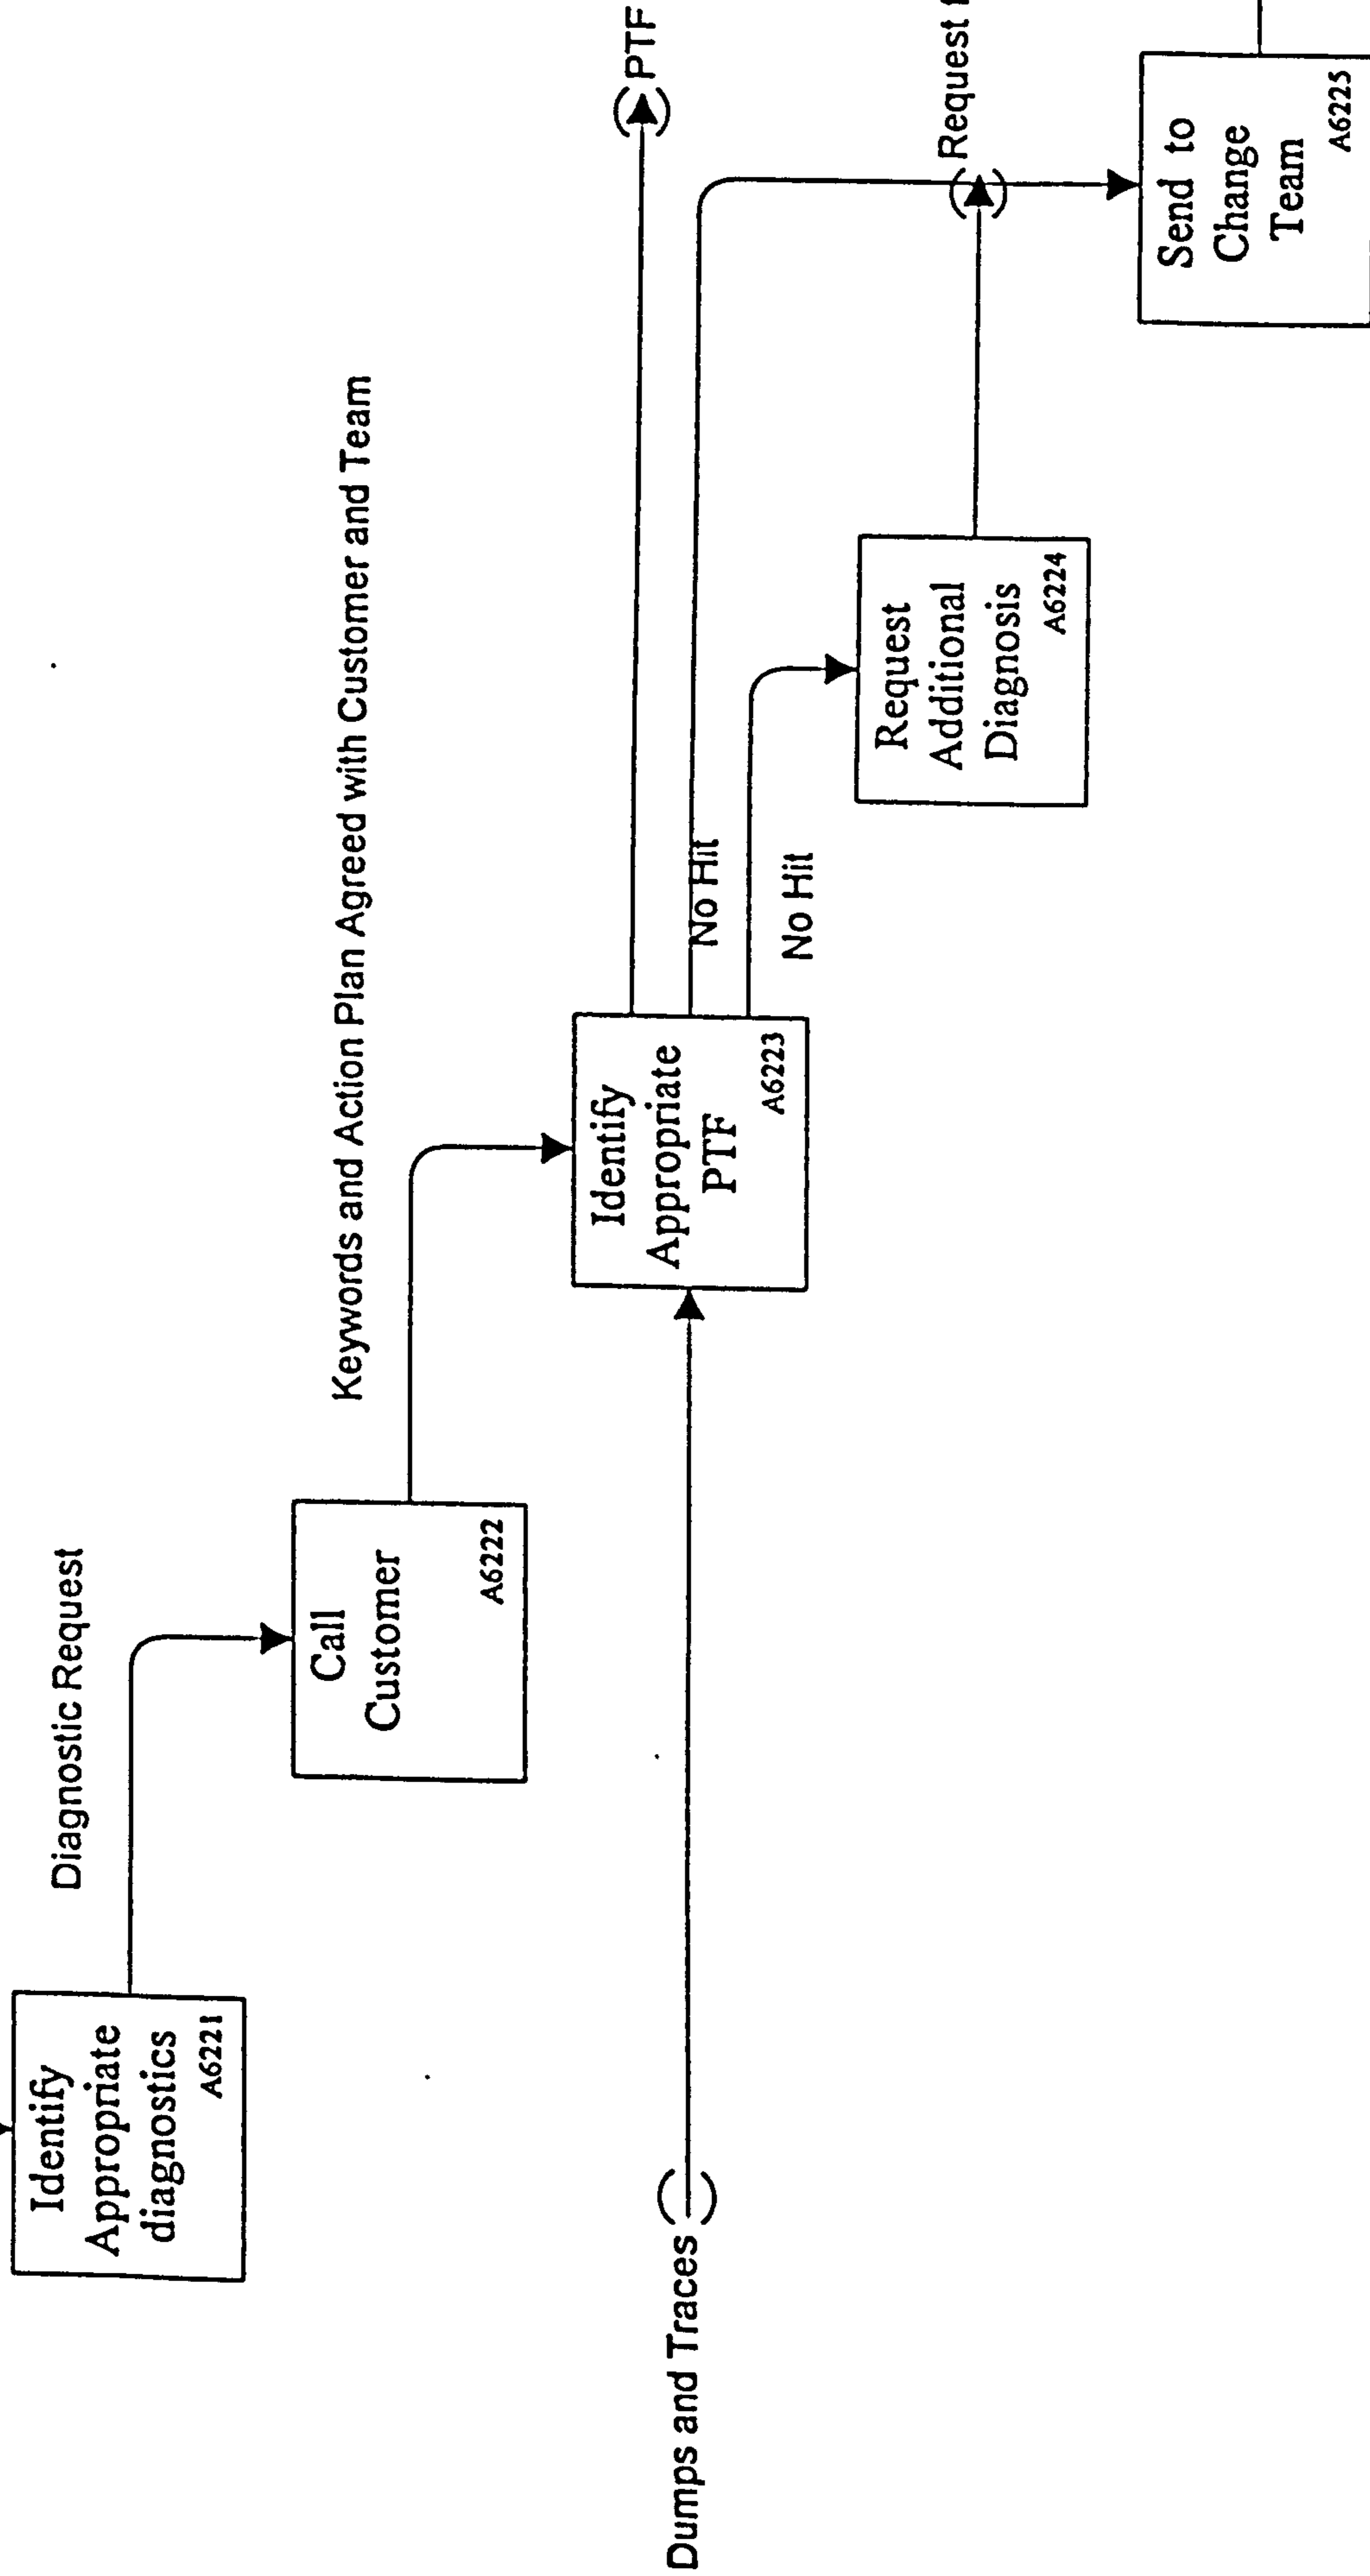 Identify
Appropriate
diagnostics
A6221
Diagnostic Request
Call
Customer
A6222
Keywords and Action Plan Agreed with Customer and Team
Dumps and Traces
Identify
Appropriate
PTF
A6223
PTF
No Hit
No Hit
Request
Additional
Diagnosis
A6224
Request
Send to
Change
Team
A6225